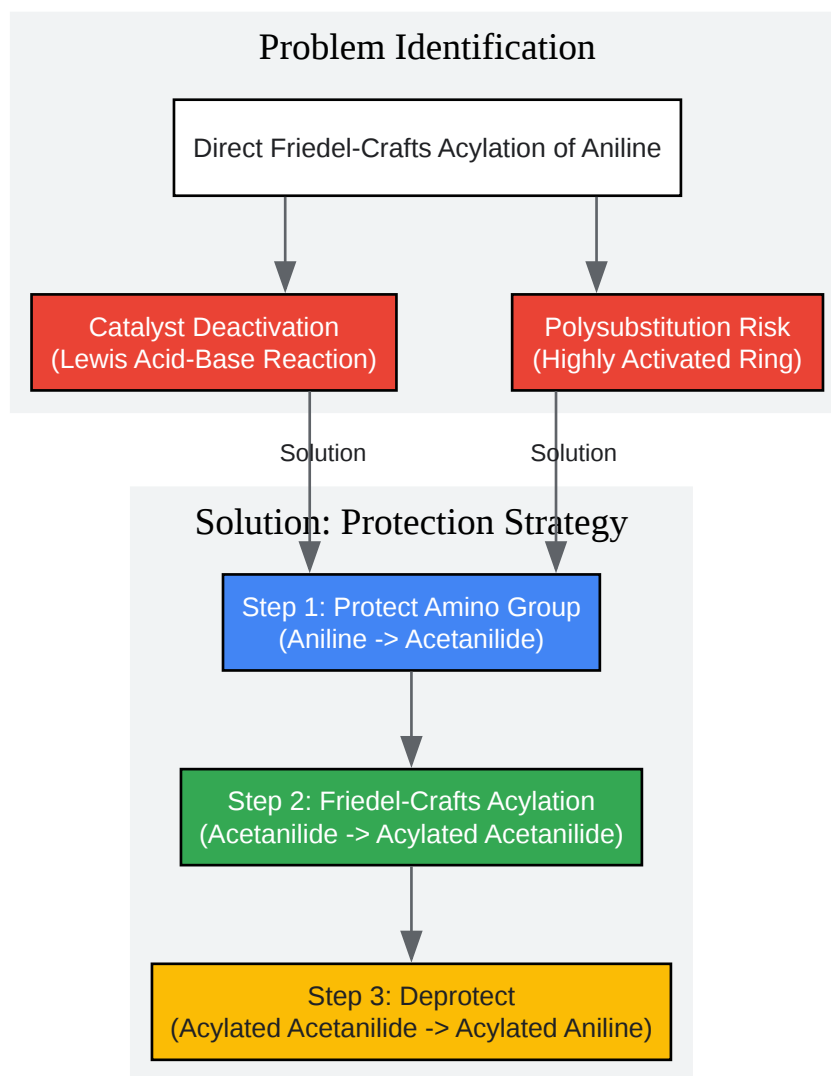 Problem Identification
Direct Friedel-Crafts Acylation of Aniline
Catalyst Deactivation
(Lewis Acid-Base Reaction)
Polysubstitution Risk
(Highly Activated Ring)
Solution
Solution
Solution: Protection Strategy
Step 1: Protect Amino Group
(Aniline -> Acetanilide)
Step 2: Friedel-Crafts Acylation
(Acetanilide -> Acylated Acetanilide)
Step 3: Deprotect
(Acylated Acetanilide -> Acylated Aniline)